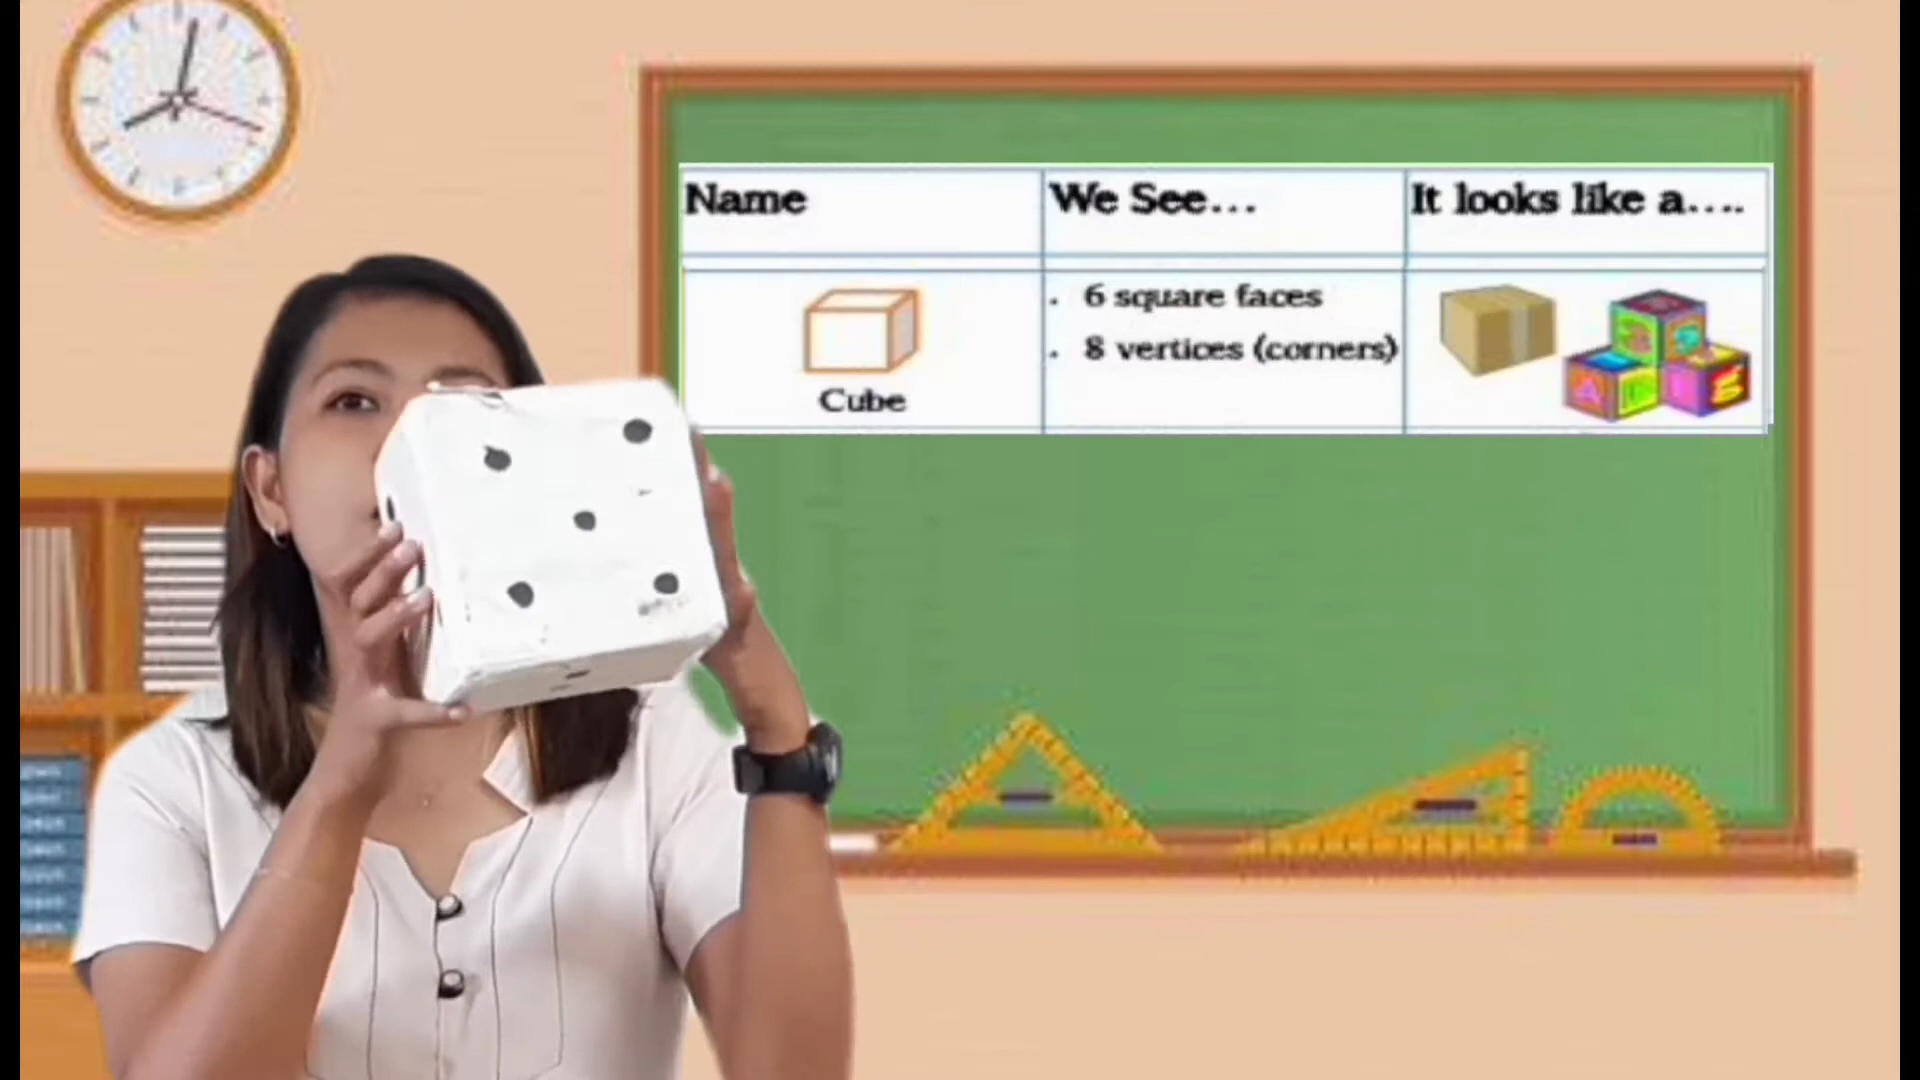 Name We See... It looks like a....
. 6 square faces
. 8 vertices (corners)
Cube